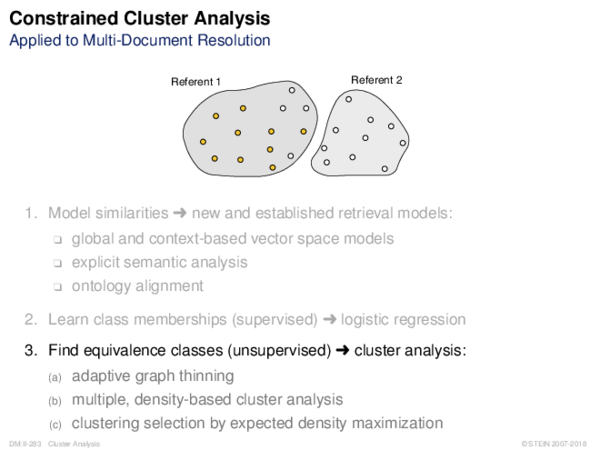 Constrained Cluster Analysis
Applied to Multi-Document Resolution
Referent 1
Referent 2
1. Model similarities ➜ new and established retrieval models:
❑ global and context-based vector space models
❑ explicit semantic analysis
❑ ontology alignment
2. Learn class memberships (supervised) ➜ logistic regression
3. Find equivalence classes (unsupervised) ➜ cluster analysis:
(a) adaptive graph thinning
(b) multiple, density-based cluster analysis
(c) clustering selection by expected density maximization
DM:II-283 Cluster Analysis
© STEIN 2007-2018